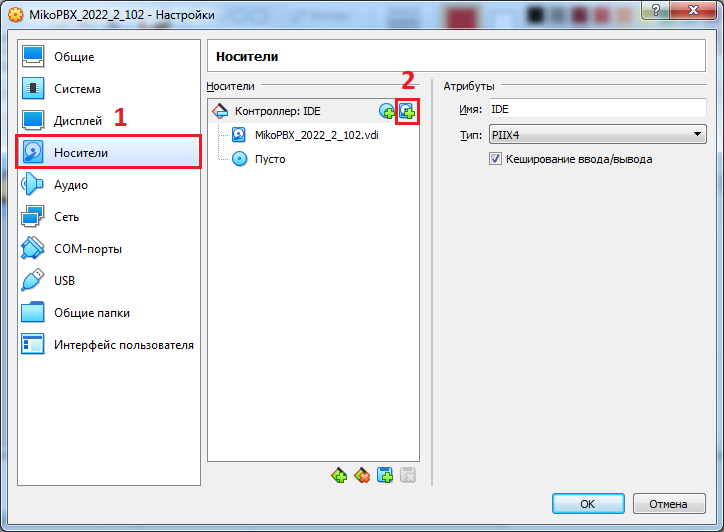 MikoPBX_2022_2_102 - Настройки
Общие
Система
Дисплей
1
Носители
Аудио
Сеть
COM-порты
USB
Общие папки
Интерфейс пользователя
Носители
Носители
2
Контроллер: IDE
MikoPBX_2022_2_102.vdi
Пусто
Атрибуты
Имя: IDE
Тип: PIIX4
Кеширование ввода/вывода
OK
Отмена